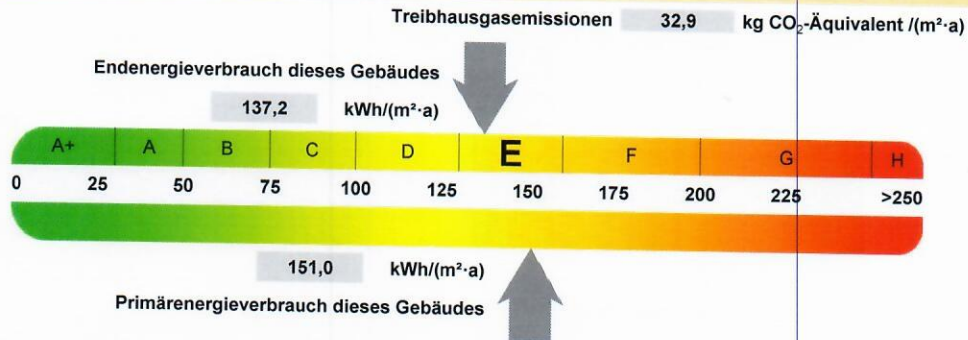 Treibhausgasemissionen 32,9 kg CO₂-Äquivalent /(m²·a)
Endenergieverbrauch dieses Gebäudes
137,2 kWh/(m²·a)
A+ A B C D E F G H
0 25 50 75 100 125 150 175 200 225 >250
151,0 kWh/(m²·a)
Primärenergieverbrauch dieses Gebäudes